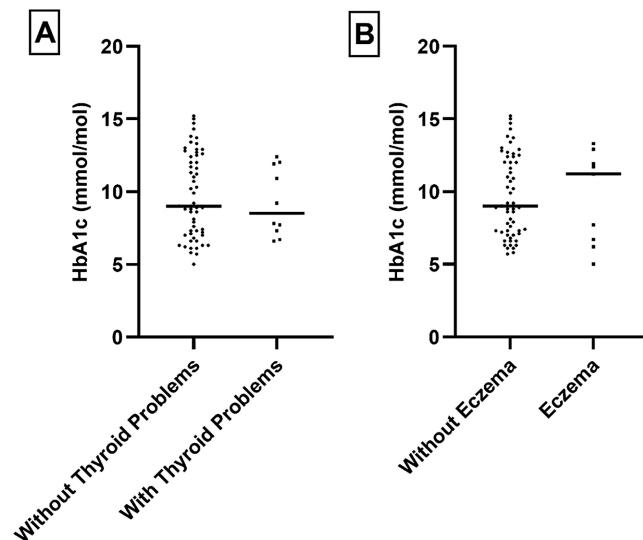 A
HbA1c (mmol/mol)
20
15
10
5
0
Without Thyroid Problems
With Thyroid Problems
B
HbA1c (mmol/mol)
20
15
10
5
0
Without Eczema
Eczema